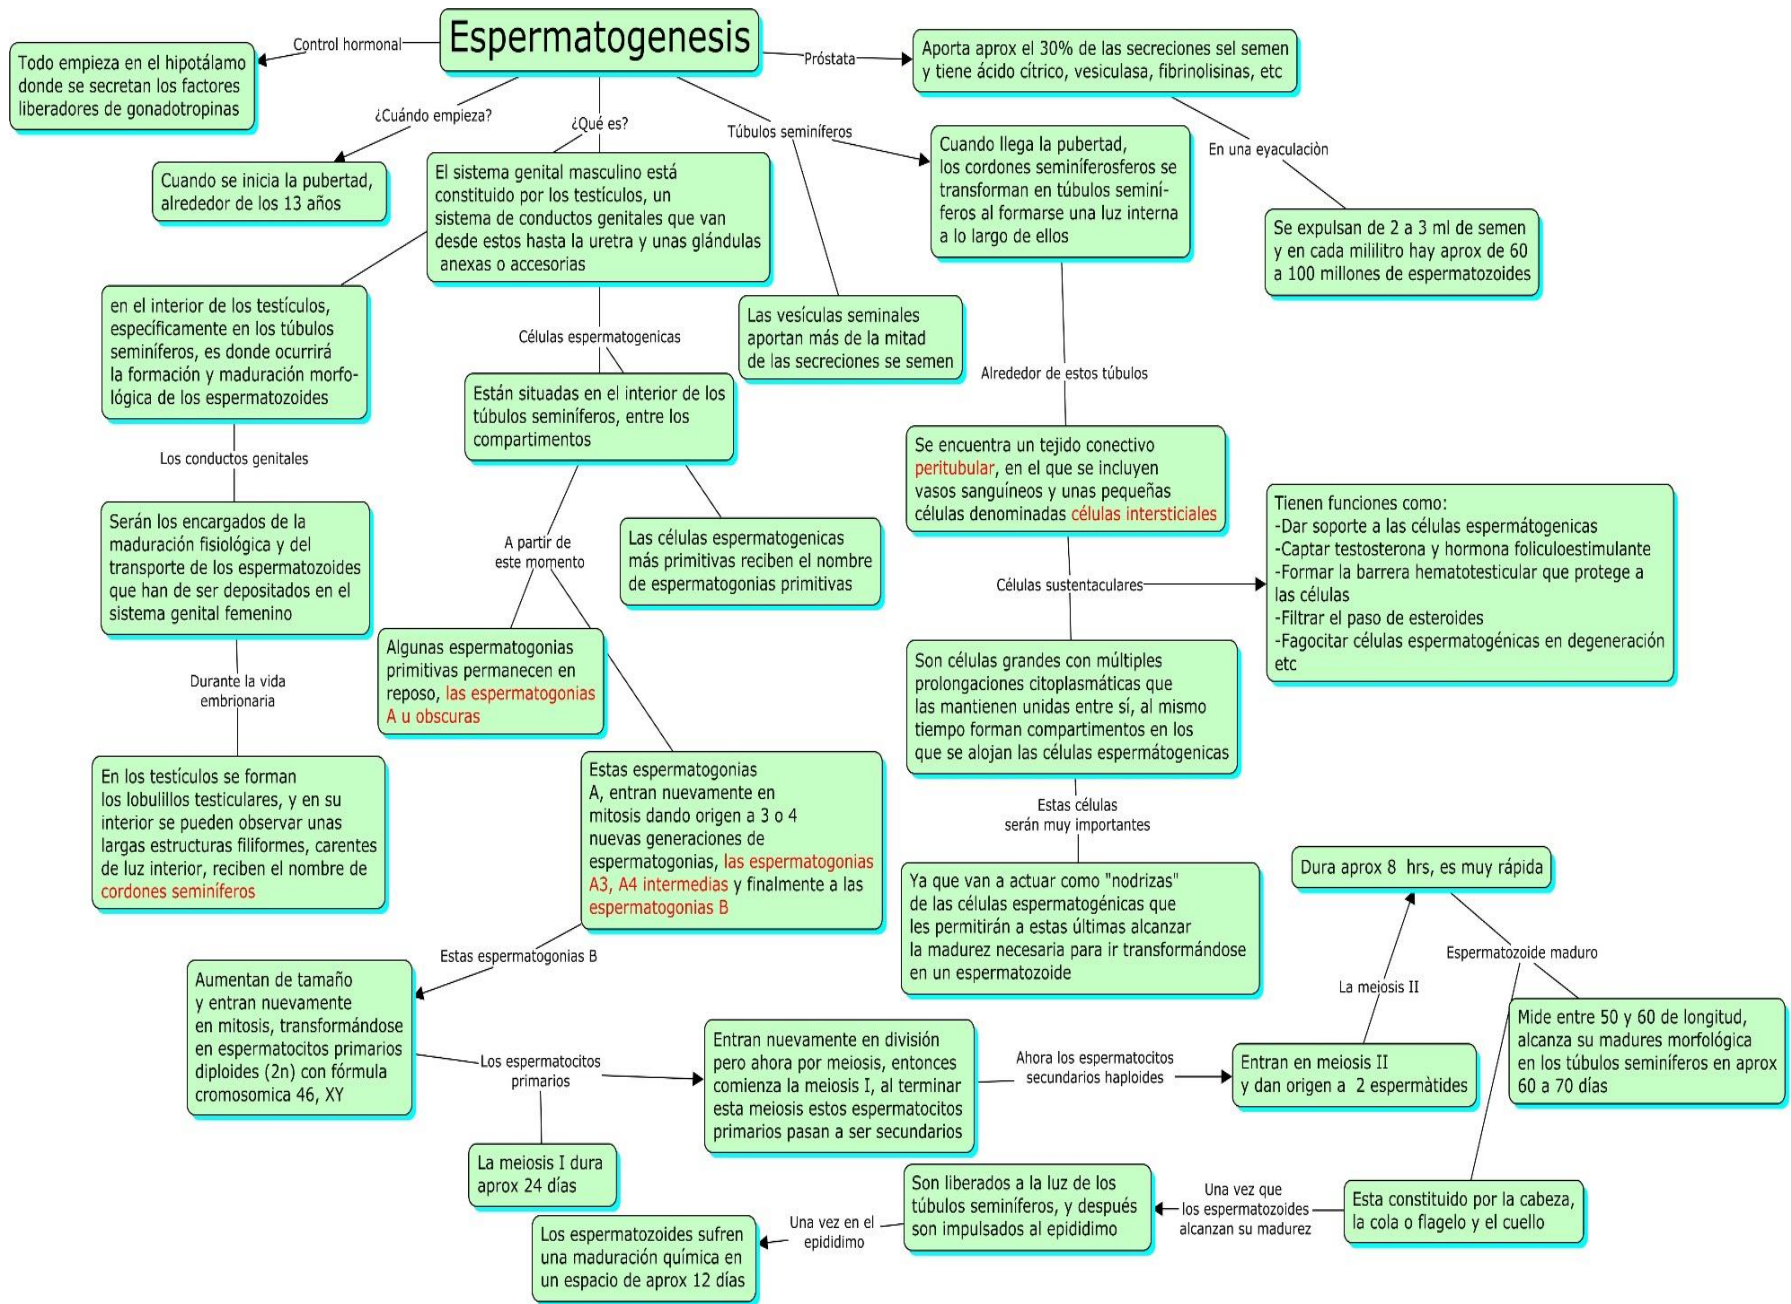 Espermatogenesis
Control hormonal
Todo empieza en el hipotálamo
donde se secretan los factores
liberadores de gonadotropinas
¿Cuándo empieza?
Cuando se inicia la pubertad,
alrededor de los 13 años
¿Qué es?
El sistema genital masculino está
constituido por los testículos, un
sistema de conductos genitales que van
desde estos hasta la uretra y unas glándulas
anexas o accesorias
Túbulos seminíferos
Próstata
Aporta aprox el 30% de las secreciones sel semen
y tiene ácido cítrico, vesiculasa, fibrinolisinas, etc
En una eyaculaciòn
Se expulsan de 2 a 3 ml de semen
y en cada mililitro hay aprox de 60
a 100 millones de espermatozoides
Cuando llega la pubertad,
los cordones seminíferosferos se
transforman en túbulos seminí-
feros al formarse una luz interna
a lo largo de ellos
Las vesículas seminales
aportan más de la mitad
de las secreciones se semen
en el interior de los testículos,
específicamente en los túbulos
seminíferos, es donde ocurrirá
la formación y maduración morfo-
lógica de los espermatozoides
Los conductos genitales
Serán los encargados de la
maduración fisiológica y del
transporte de los espermatozoides
que han de ser depositados en el
sistema genital femenino
Durante la vida
embrionaria
En los testículos se forman
los lobulillos testiculares, y en su
interior se pueden observar unas
largas estructuras filiformes, carentes
de luz interior, reciben el nombre de
cordones seminíferos
Células espermatogenicas
Están situadas en el interior de los
túbulos seminíferos, entre los
compartimentos
Las células espermatogenicas
más primitivas reciben el nombre
de espermatogonias primitivas
A partir de
este momento
Algunas espermatogonias
primitivas permanecen en
reposo, las espermatogonias
A u obscuras
Estas espermatogonias
A, entran nuevamente en
mitosis dando origen a 3 o 4
nuevas generaciones de
espermatogonias, las espermatogonias
A3, A4 intermedias y finalmente a las
espermatogonias B
Alrededor de estos túbulos
Se encuentra un tejido conectivo
peritubular, en el que se incluyen
vasos sanguíneos y unas pequeñas
células denominadas células intersticiales
Células sustentaculares
Tienen funciones como:
-Dar soporte a las células espermátogenicas
-Captar testosterona y hormona foliculoestimulante
-Formar la barrera hematotesticular que protege a
las células
-Filtrar el paso de esteroides
-Fagocitar células espermatogénicas en degeneración
etc
Son células grandes con múltiples
prolongaciones citoplasmáticas que
las mantienen unidas entre sí, al mismo
tiempo forman compartimentos en los
que se alojan las células espermátogenicas
Estas células
serán muy importantes
Ya que van a actuar como "nodrizas"
de las células espermatogénicas que
les permitirán a estas últimas alcanzar
la madurez necesaria para ir transformándose
en un espermatozoide
Estas espermatogonias B
Aumentan de tamaño
y entran nuevamente
en mitosis, transformándose
en espermatocitos primarios
diploides (2n) con fórmula
cromosomica 46, XY
Los espermatocitos
primarios
La meiosis I dura
aprox 24 días
Entran nuevamente en división
pero ahora por meiosis, entonces
comienza la meiosis I, al terminar
esta meiosis estos espermatocitos
primarios pasan a ser secundarios
Ahora los espermatocitos
secundarios haploides
Entran en meiosis II
y dan origen a 2 espermàtides
La meiosis II
Dura aprox 8 hrs, es muy rápida
Espermatozoide maduro
Mide entre 50 y 60 de longitud,
alcanza su madures morfológica
en los túbulos seminíferos en aprox
60 a 70 días
Esta constituido por la cabeza,
la cola o flagelo y el cuello
Una vez que
los espermatozoides
alcanzan su madurez
Son liberados a la luz de los
túbulos seminíferos, y después
son impulsados al epididimo
Una vez en el
epididimo
Los espermatozoides sufren
una maduración química en
un espacio de aprox 12 días